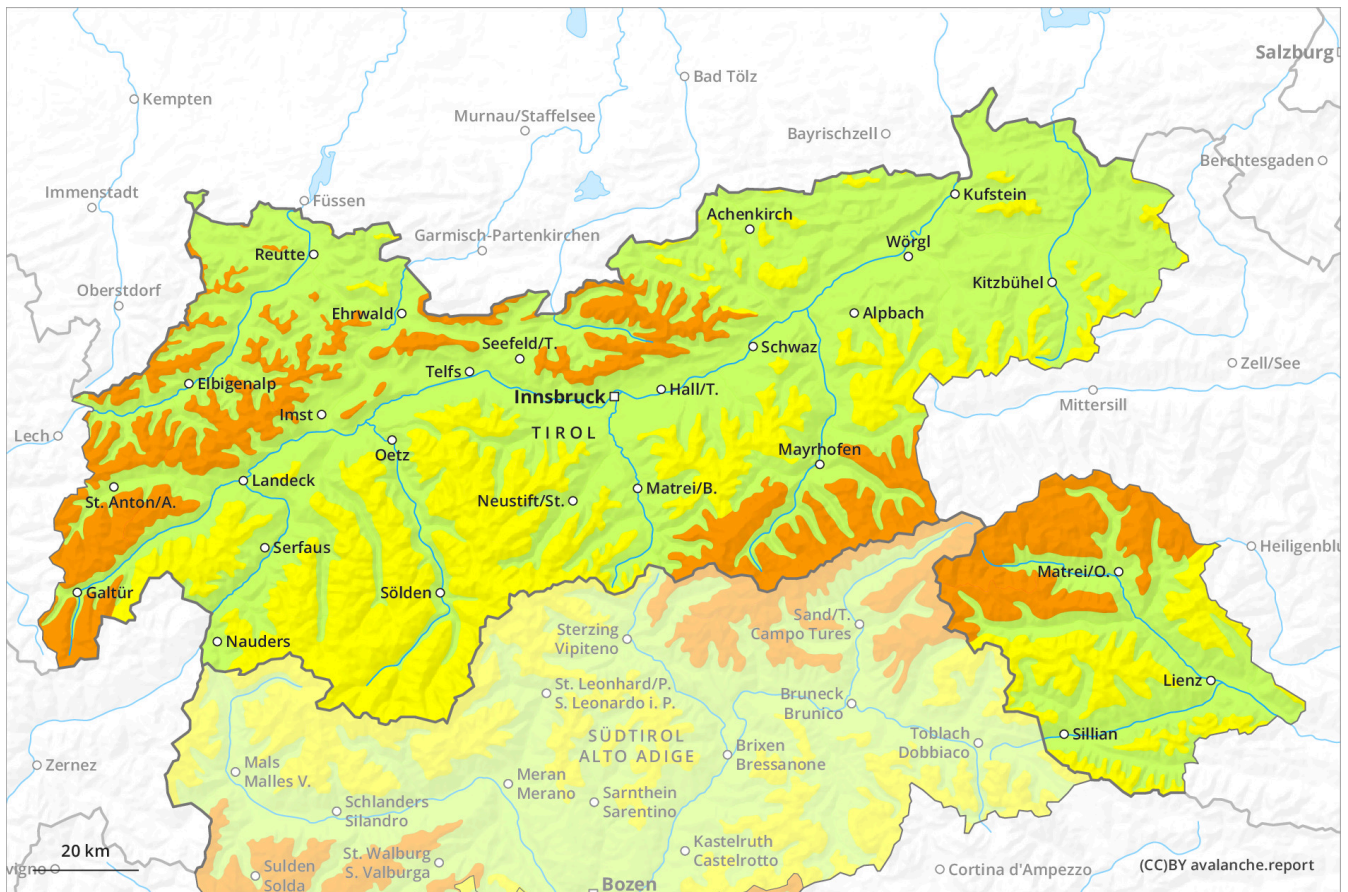 Salzburg
Bad Tölz
Kempten
Murnau/Staffelsee
Bayrischzell
Berchtesgaden
Immenstadt
Füssen
Kufstein
Achenkirch
Garmisch-Partenkirchen
Wörgl
Reutte
Oberstdorf
Kitzbühel
Ehrwald
Alpbach
Seefeld/T.
Schwaz
Zell/See
Telfs
Elbigenalp
Hall/T.
Mittersill
Innsbruck
Imst
TIROL
Lech
Oetz
Mayrhofen
Landeck
Matrei/B.
St. Anton/A.
Neustift/St.
Serfaus
Heiligenblu
Matrei/O.
Galtür
Sölden
Sand/T.
Campo Tures
Sterzing
Vipiteno
Nauders
Lienz
St. Leonhard/P.
S. Leonardo i. P.
Bruneck
Brunico
SÜDTIROL
ALTO ADIGE
Toblach
Dobbiaco
Sillian
Brixen
Bressanone
Zernez
Mals
Malles V.
Meran
Merano
Sarnthein
Sarentino
Schlanders
Silandro
20 km
Kastelruth
Castelrotto
St. Walburg
S. Valburga
vigno
Sulden
Solda
Cortina d'Ampezzo
(CC)BY avalanche.report
Bozen